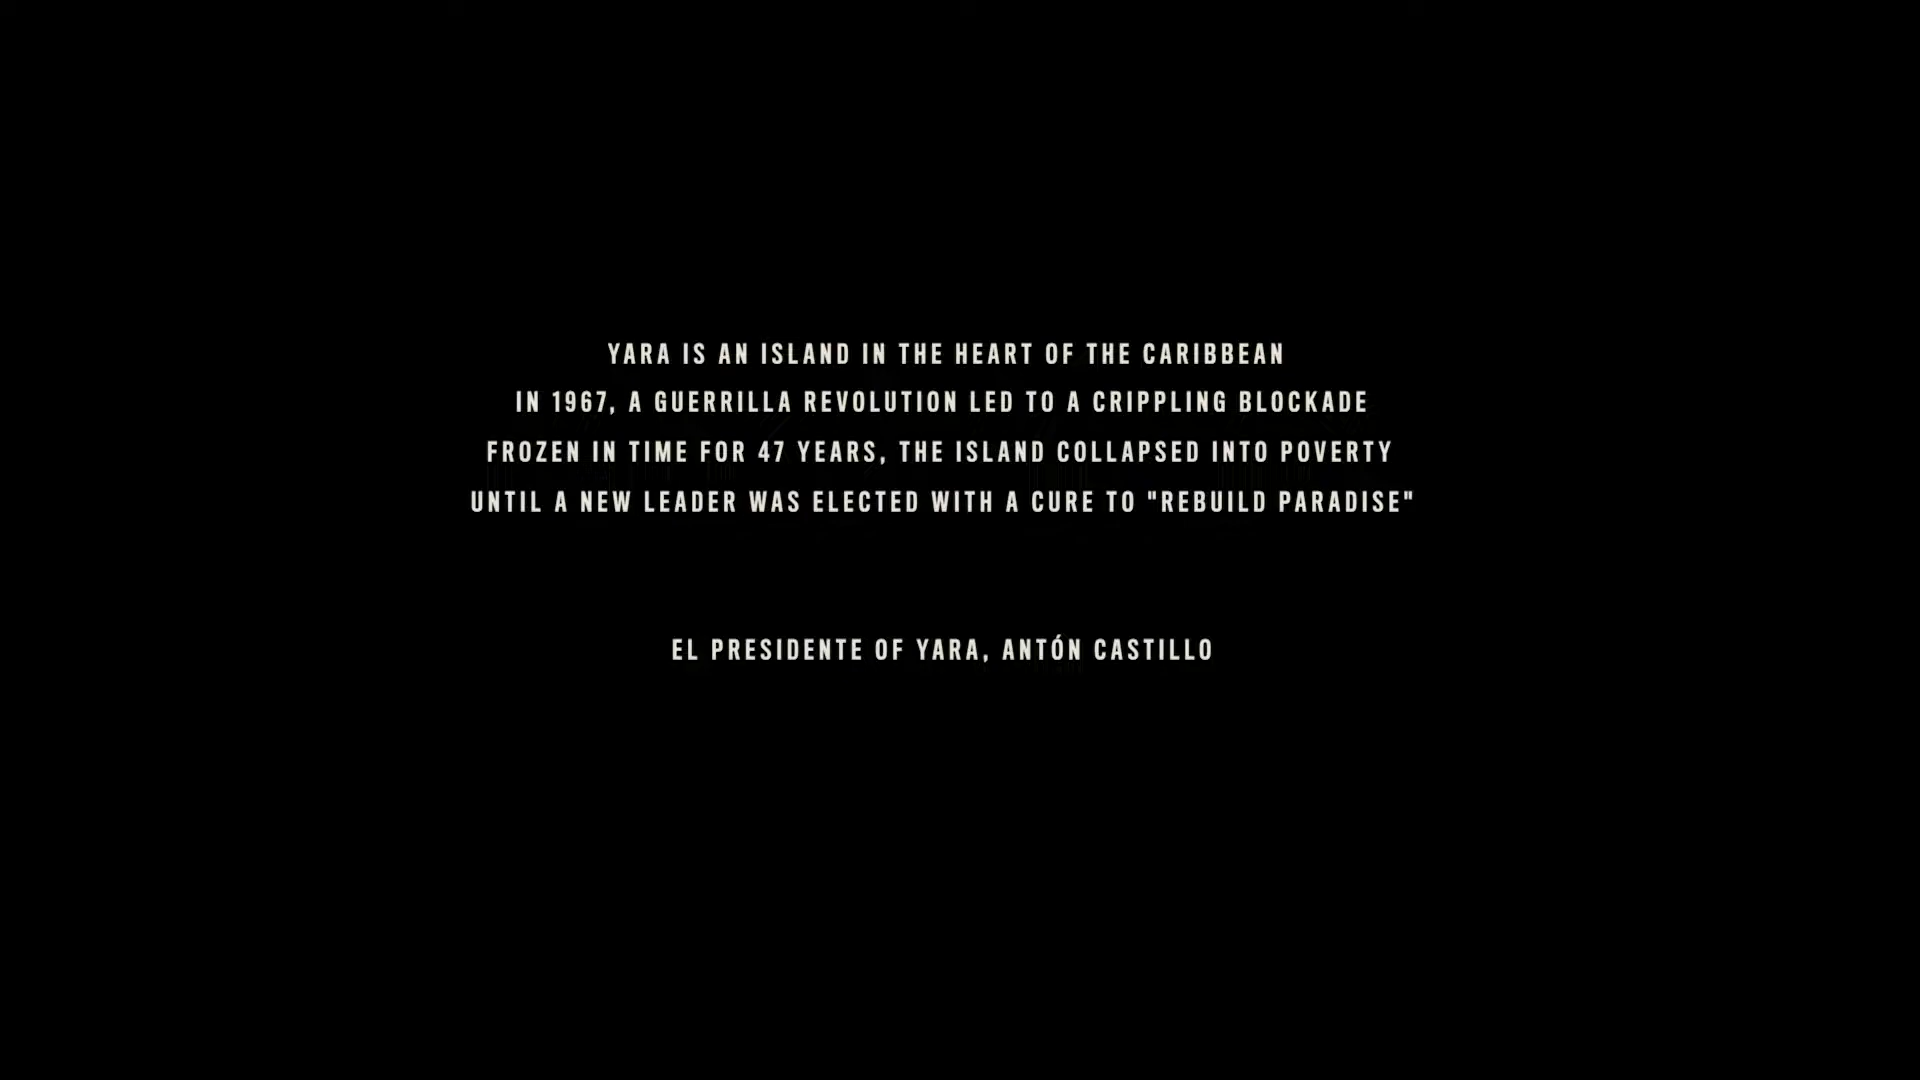 YARA IS AN ISLAND IN THE HEART OF THE CARIBBEAN
IN 1967, A GUERRILLA REVOLUTION LED TO A CRIPPLING BLOCKADE
FROZEN IN TIME FOR 47 YEARS, THE ISLAND COLLAPSED INTO POVERTY
UNTIL A NEW LEADER WAS ELECTED WITH A CURE TO "REBUILD PARADISE"
EL PRESIDENTE OF YARA, ANTÓN CASTILLO